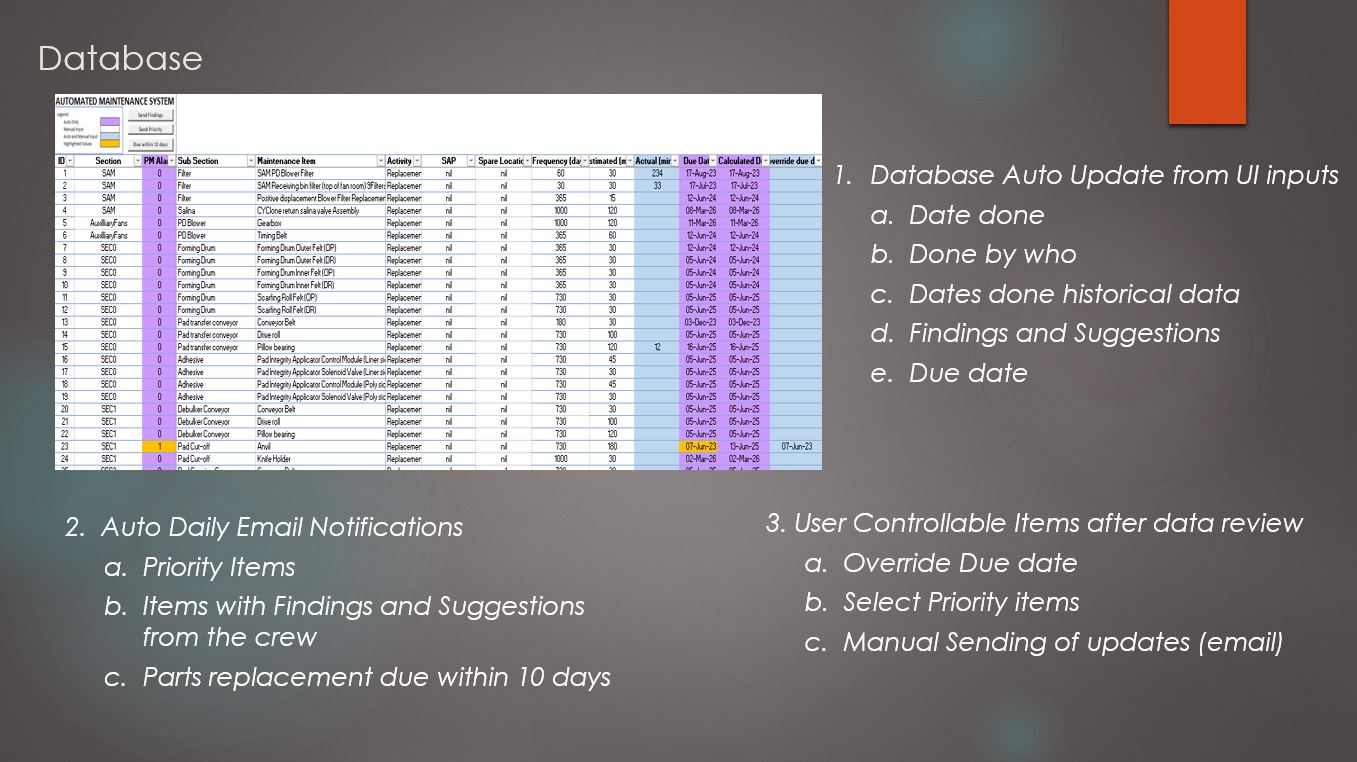 Database
AUTOMATED MAINTENANCE SYSTEM
Legend:
Auto Only
Manual Input
Auto and Manual Input
Highlighted Values
Send Findings
Send Priority
Due within 10 days
ID Section PM Ala Sub Section Maintenance Item Activity SAP Spare Locatio Frequency (day stimated (m Actual (mir Due Dat Calculated D verride due d
1 SAM 0 Filter SAM PD Blower Filter Replacemer nil nil 60 30 234 17-Aug-23 17-Aug-23
2 SAM 0 Filter SAM Receiving bin filter (top of fan room) 9Filters Replacemer nil nil 30 30 33 17-Jul-23 17-Jul-23
3 SAM 0 Filter Positive displacement Blower Filter Replacemer Replacemer nil nil 365 15 12-Jun-24 12-Jun-24
4 SAM 0 Salina CYClone return salina valve Assembly Replacemer nil nil 1000 120 08-Mar-26 08-Mar-26
5 AuxilliaryFans 0 PD Blower Gearbox Replacemer nil nil 1000 120 11-Mar-26 11-Mar-26
6 AuxilliaryFans 0 PD Blower Timing Belt Replacemer nil nil 365 60 12-Jun-24 12-Jun-24
7 SEC0 0 Forming Drum Forming Drum Outer Felt (OP) Replacemer nil nil 365 30 12-Jun-24 12-Jun-24
8 SEC0 0 Forming Drum Forming Drum Outer Felt (DR) Replacemer nil nil 365 30 05-Jun-24 05-Jun-24
9 SEC0 0 Forming Drum Forming Drum Inner Felt (OP) Replacemer nil nil 365 30 05-Jun-24 05-Jun-24
10 SEC0 0 Forming Drum Forming Drum Inner Felt (DR) Replacemer nil nil 365 30 05-Jun-24 05-Jun-24
11 SEC0 0 Forming Drum Scarfing Roll Felt (OP) Replacemer nil nil 730 30 05-Jun-25 05-Jun-25
12 SEC0 0 Forming Drum Scarfing Roll Felt (DR) Replacemer nil nil 730 30 05-Jun-25 05-Jun-25
13 SEC0 0 Pad transfer conveyor Conveyor Belt Replacemer nil nil 180 30 03-Dec-23 03-Dec-23
14 SEC0 0 Pad transfer conveyor Drive roll Replacemer nil nil 730 100 05-Jun-25 05-Jun-25
15 SEC0 0 Pad transfer conveyor Pillow bearing Replacemer nil nil 730 120 12 16-Jun-25 16-Jun-25
16 SEC0 0 Adhesive Pad Integrity Applicator Control Module (Liner si Replacemer nil nil 730 45 05-Jun-25 05-Jun-25
17 SEC0 0 Adhesive Pad Integrity Applicator Solenoid Valve (Liner si Replacemer nil nil 730 30 05-Jun-25 05-Jun-25
18 SEC0 0 Adhesive Pad Integrity Applicator Control Module (Poly sic Replacemer nil nil 730 45 05-Jun-25 05-Jun-25
19 SEC0 0 Adhesive Pad Integrity Applicator Solenoid Valve (Poly sic Replacemer nil nil 730 30 05-Jun-25 05-Jun-25
20 SEC1 0 Debulker Conveyor Conveyor Belt Replacemer nil nil 730 30 05-Jun-25 05-Jun-25
21 SEC1 0 Debulker Conveyor Drive roll Replacemer nil nil 730 100 05-Jun-25 05-Jun-25
22 SEC1 0 Debulker Conveyor Pillow bearing Replacemer nil nil 730 120 05-Jun-25 05-Jun-25
23 SEC1 1 Pad Cut-off Anvil Replacemer nil nil 730 180 07-Jun-23 13-Jun-25 07-Jun-23
24 SEC1 0 Pad Cut-off Knife Holder Replacemer nil nil 1000 30 02-Mar-26 02-Mar-26
1. Database Auto Update from UI inputs
a. Date done
b. Done by who
c. Dates done historical data
d. Findings and Suggestions
e. Due date
2. Auto Daily Email Notifications
a. Priority Items
b. Items with Findings and Suggestions
from the crew
c. Parts replacement due within 10 days
3. User Controllable Items after data review
a. Override Due date
b. Select Priority items
c. Manual Sending of updates (email)